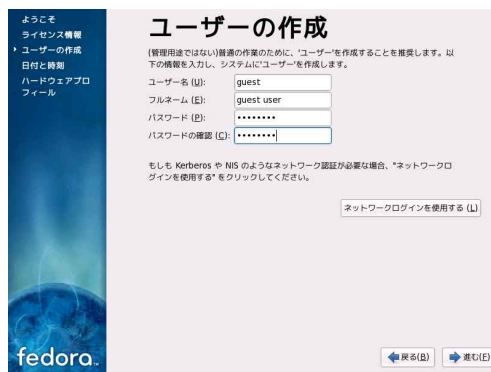 ようこそ
ライセンス情報
ユーザーの作成
日付と時刻
ハードウェアプロ
フィール
ユーザーの作成
(管理用途ではない)普通の作業のために、'ユーザー'を作成することを推奨します。以
下の情報を入力し、システムに'ユーザー'を作成します。
ユーザー名 (U): guest
フルネーム (E): guest user
パスワード (P): ••••••••
パスワードの確認 (C): ••••••••
もしも Kerberos や NIS のようなネットワーク認証が必要な場合、"ネットワークロ
グインを使用する" をクリックしてください。
ネットワークログインを使用する (L)
fedora™
戻る(B) 進む(F)